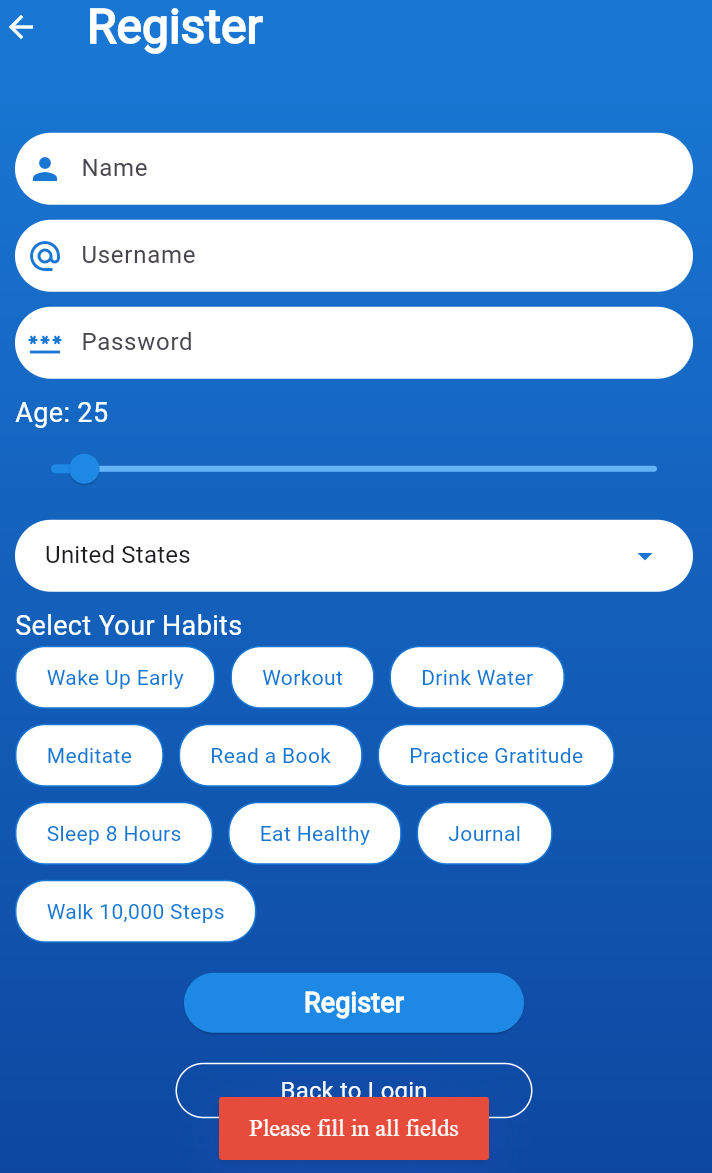 Register
Name
Username
Password
Age: 25
United States
Select Your Habits
Wake Up Early Workout Drink Water
Meditate Read a Book Practice Gratitude
Sleep 8 Hours Eat Healthy Journal
Walk 10,000 Steps
Register
Back to Login
Please fill in all fields